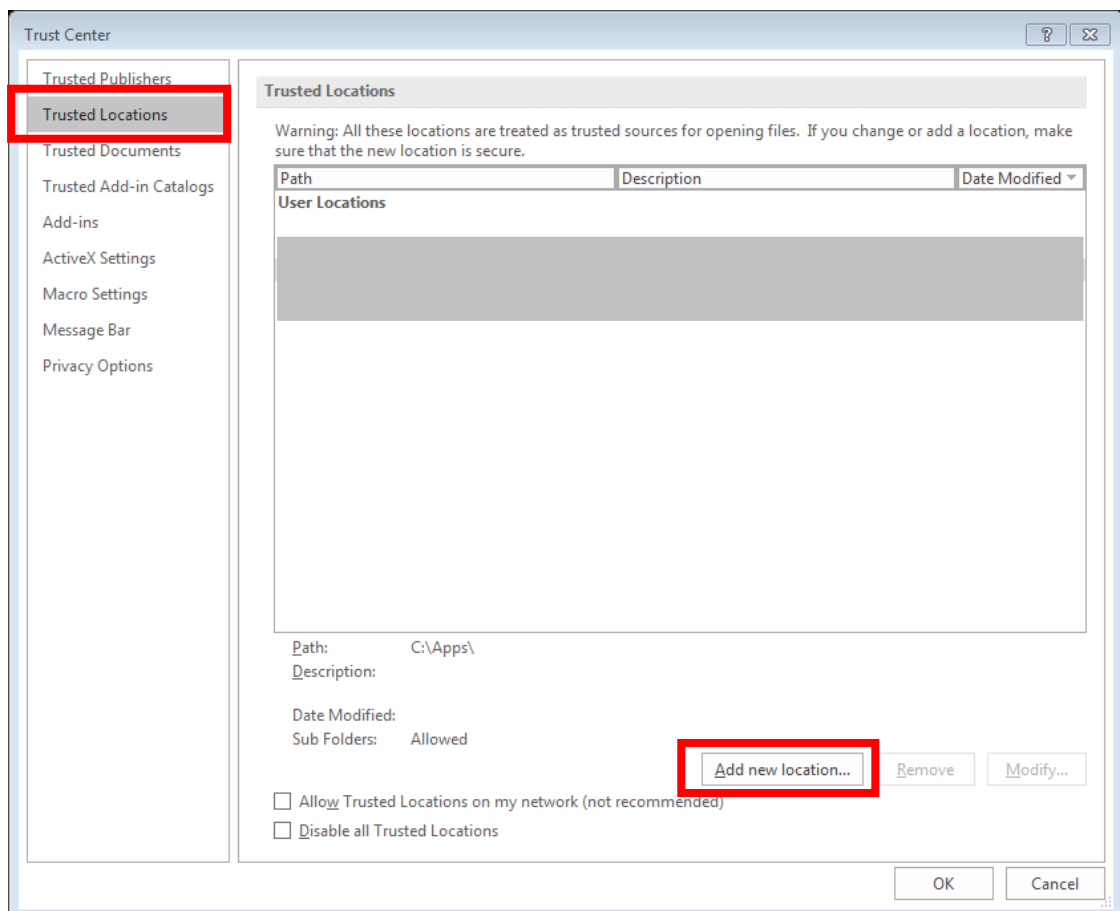 Trust Center
Trusted Publishers
Trusted Locations
Trusted Documents
Trusted Add-in Catalogs
Add-ins
ActiveX Settings
Macro Settings
Message Bar
Privacy Options
Trusted Locations
Warning: All these locations are treated as trusted sources for opening files. If you change or add a location, make
sure that the new location is secure.
Path Description Date Modified
User Locations
Path: C:\Apps\
Description:
Date Modified:
Sub Folders: Allowed
Add new location... Remove Modify...
Allow Trusted Locations on my network (not recommended)
Disable all Trusted Locations
OK Cancel